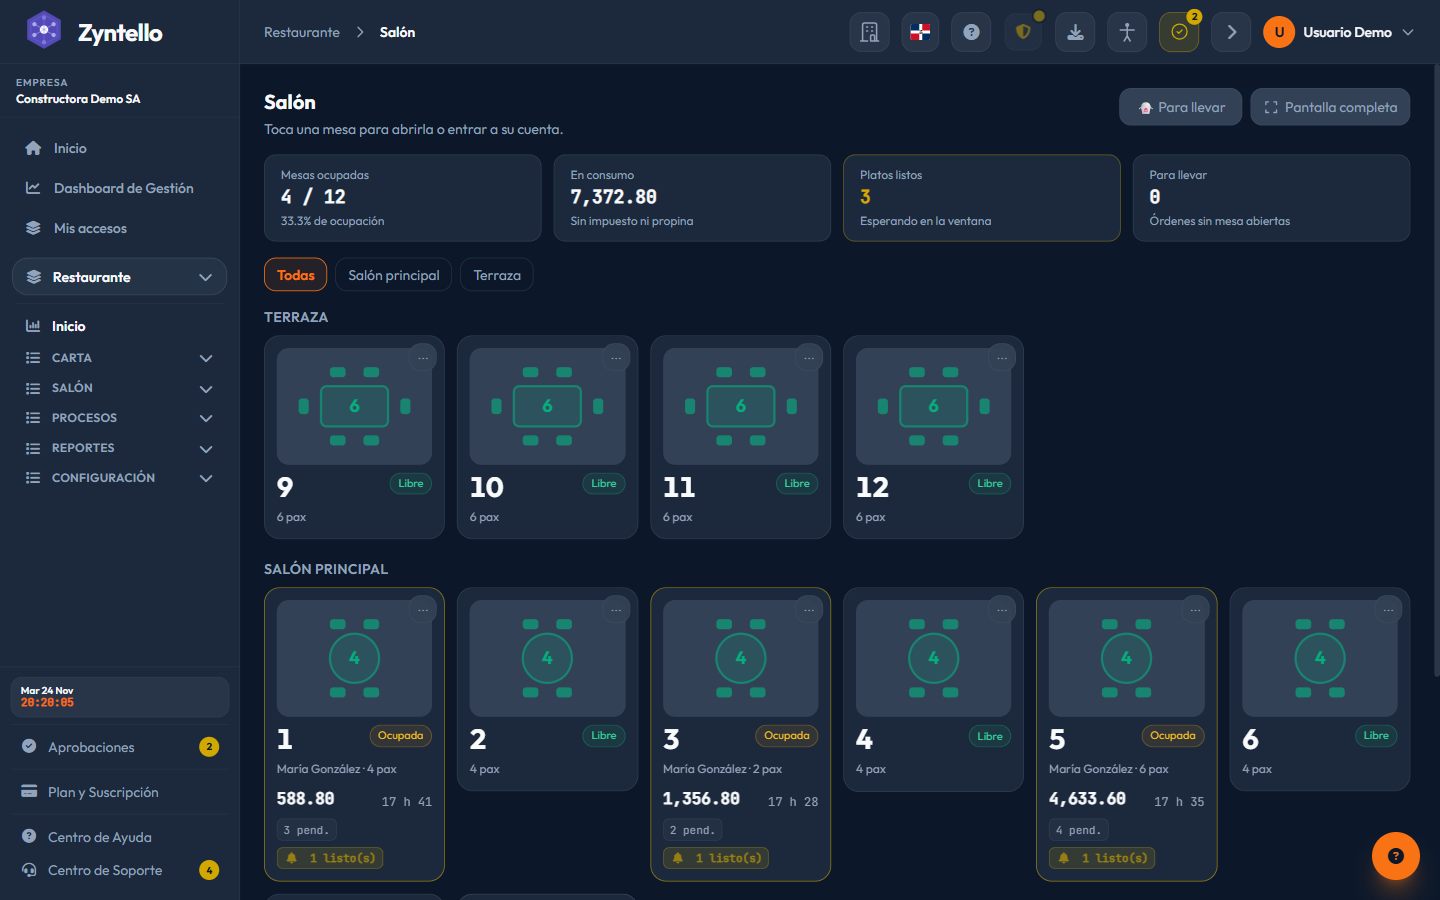 Zyntello
Restaurante
Salón
2
U
Usuario Demo
EMPRESA
Constructora Demo SA
Inicio
Dashboard de Gestión
Mis accesos
Restaurante
Inicio
CARTA
SALÓN
PROCESOS
REPORTES
CONFIGURACIÓN
Mar 24 Nov
20:20:05
Aprobaciones
2
Plan y Suscripción
Centro de Ayuda
Centro de Soporte
4
Salón
Toca una mesa para abrirla o entrar a su cuenta.
Para llevar
Pantalla completa
Mesas ocupadas
4 / 12
33.3% de ocupación
En consumo
7,372.80
Sin impuesto ni propina
Platos listos
3
Esperando en la ventana
Para llevar
0
Órdenes sin mesa abiertas
Todas
Salón principal
Terraza
TERRAZA
... ... ... ...
6 6 6 6
9 Libre 10 Libre 11 Libre 12 Libre
6 pax 6 pax 6 pax 6 pax
SALÓN PRINCIPAL
... ... ... ... ... ...
4 4 4 4 4 4
1 Ocupada 2 Libre 3 Ocupada 4 Libre 5 Ocupada 6 Libre
María González · 4 pax 4 pax María González · 2 pax 4 pax María González · 6 pax 4 pax
588.80 17 h 41 1,356.80 17 h 28 4,633.60 17 h 35
3 pend. 2 pend. 4 pend.
1 listo(s) 1 listo(s) 1 listo(s)
?